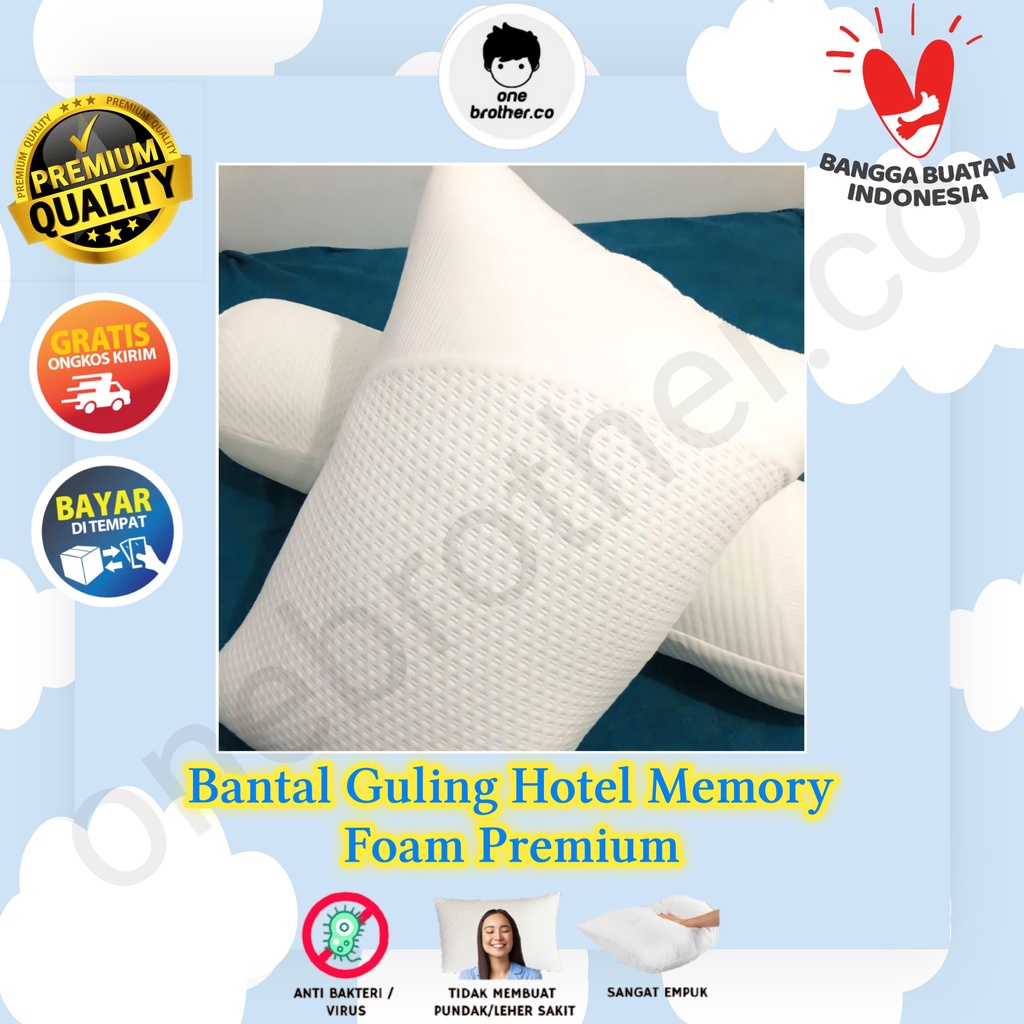 one
brother.co
PREMIUM QUALITY
PREMIUM QUALITY
PREMIUM
QUALITY
BANGGA BUATAN
INDONESIA
GRATIS
ONGKOS KIRIM
BAYAR
DI TEMPAT
onebrother.co
Bantal Guling Hotel Memory
Foam Premium
ANTI BAKTERI /
VIRUS
TIDAK MEMBUAT
PUNDAK/LEHER SAKIT
SANGAT EMPUK